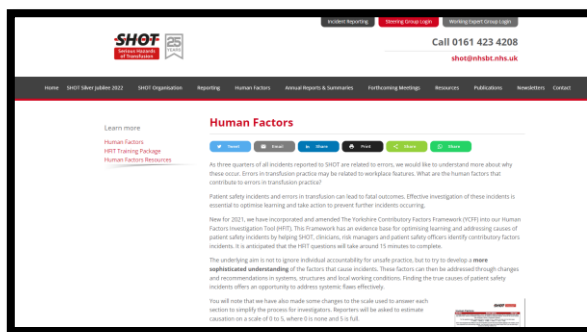 Incident Reporting Steering Group Login Working Expert Group Login
SHOT
Serious Hazards
of Transfusion
25
YEARS
Call 0161 423 4208
shot@nhsbt.nhs.uk
Home SHOT Silver Jubilee 2022 SHOT Organisation Reporting Human Factors Annual Reports & Summaries Forthcoming Meetings Resources Publications Newsletters Contact
Learn more
Human Factors
HFIT Training Package
Human Factors Resources
Human Factors
Tweet Email Share Print Share Share
As three quarters of all incidents reported to SHOT are related to errors, we would like to understand more about why
these occur. Errors in transfusion practice may be related to workplace features. What are the human factors that
contribute to errors in transfusion practice?
Patient safety incidents and errors in transfusion can lead to fatal outcomes. Effective investigation of these incidents is
essential to optimise learning and take action to prevent further incidents occurring.
New for 2021, we have incorporated and amended The Yorkshire Contributory Factors Framework (YCFF) into our Human
Factors Investigation Tool (HFIT). This Framework has an evidence base for optimising learning and addressing causes of
patient safety incidents by helping SHOT, clinicians, risk managers and patient safety officers identify contributory factors
incidents. It is anticipated that the HFIT questions will take around 15 minutes to complete.
The underlying aim is not to ignore individual accountability for unsafe practice, but to try to develop a more
sophisticated understanding of the factors that cause incidents. These factors can then be addressed through changes
and recommendations in systems, structures and local working conditions. Finding the true causes of patient safety
incidents offers an opportunity to address systemic flaws effectively.
You will note that we have also made some changes to the scale used to answer each
section to simplify the process for investigators. Reporters will be asked to estimate
causation on a scale of 0 to 5, where 0 is none and 5 is full.